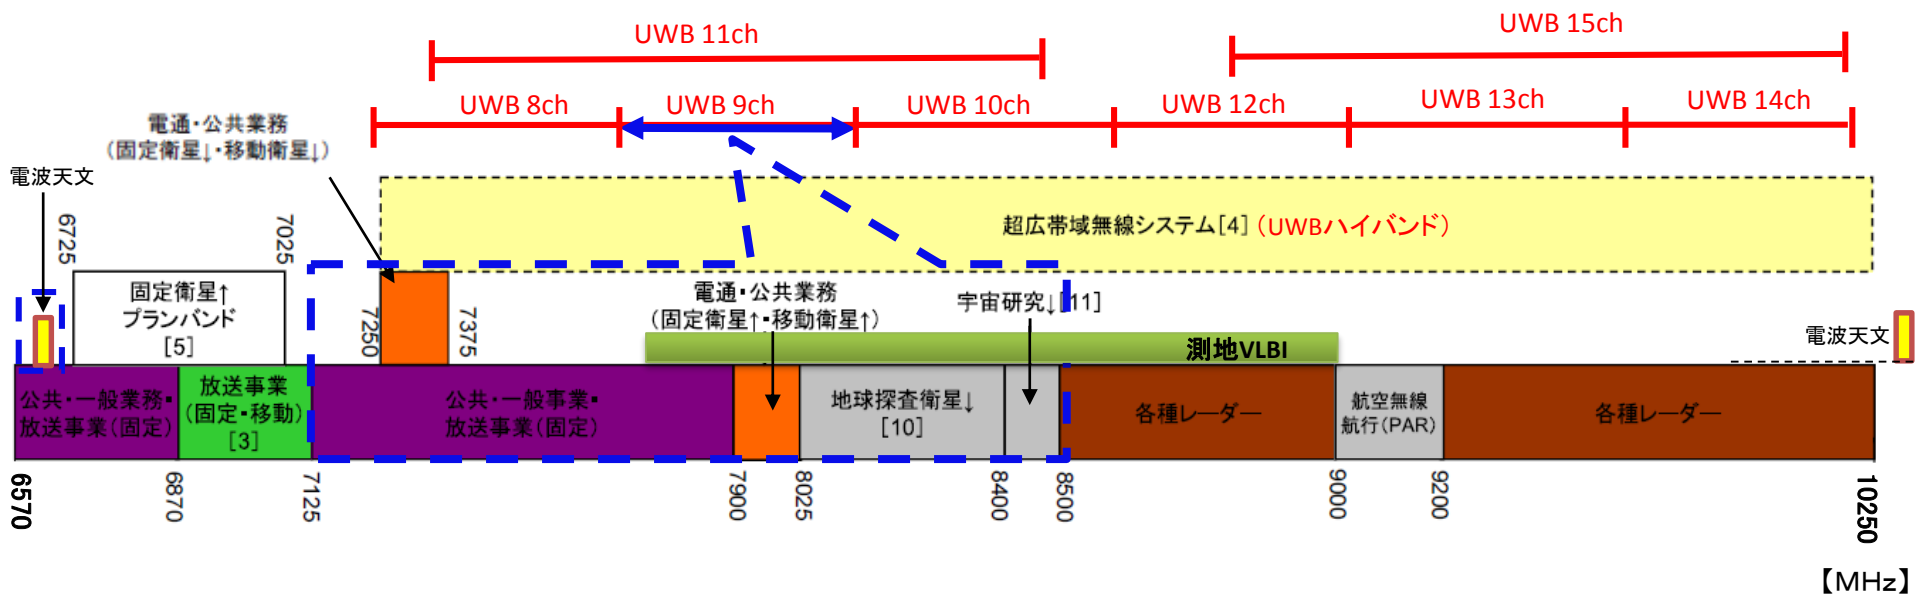 UWB 11ch
UWB 15ch
UWB 8ch
UWB 9ch
UWB 10ch
UWB 12ch
UWB 13ch
UWB 14ch
電通・公共業務
(固定衛星↓・移動衛星↓)
電波天文
6725
7025
超広帯域無線システム[4] (UWBハイバンド)
固定衛星↑
プランバンド
[5]
7250
7375
電通・公共業務
(固定衛星↑・移動衛星↑)
宇宙研究↓[11]
測地VLBI
電波天文
公共・一般業務・
放送事業(固定)
放送事業
(固定・移動)
[3]
公共・一般事業・
放送事業(固定)
地球探査衛星↓
[10]
各種レーダー
航空無線
航行(PAR)
各種レーダー
6570
6870
7125
7900
8025
8400
8500
9000
9200
10250
【MHz】